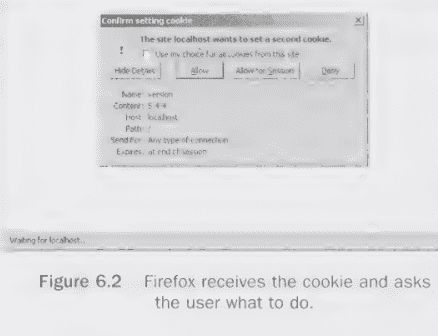 Confirm setting cookie
The site localhost wants to set a second cookie.
! Use my choice for all cookies from this site
Hide Details Allow Allow for Session Deny
Name: version
Content:
Host: localhost
Path: /
Send For: Any type of connection
Expires: at end of session
Waiting for localhost...
Figure 6.2 Firefox receives the cookie and asks
the user what to do.